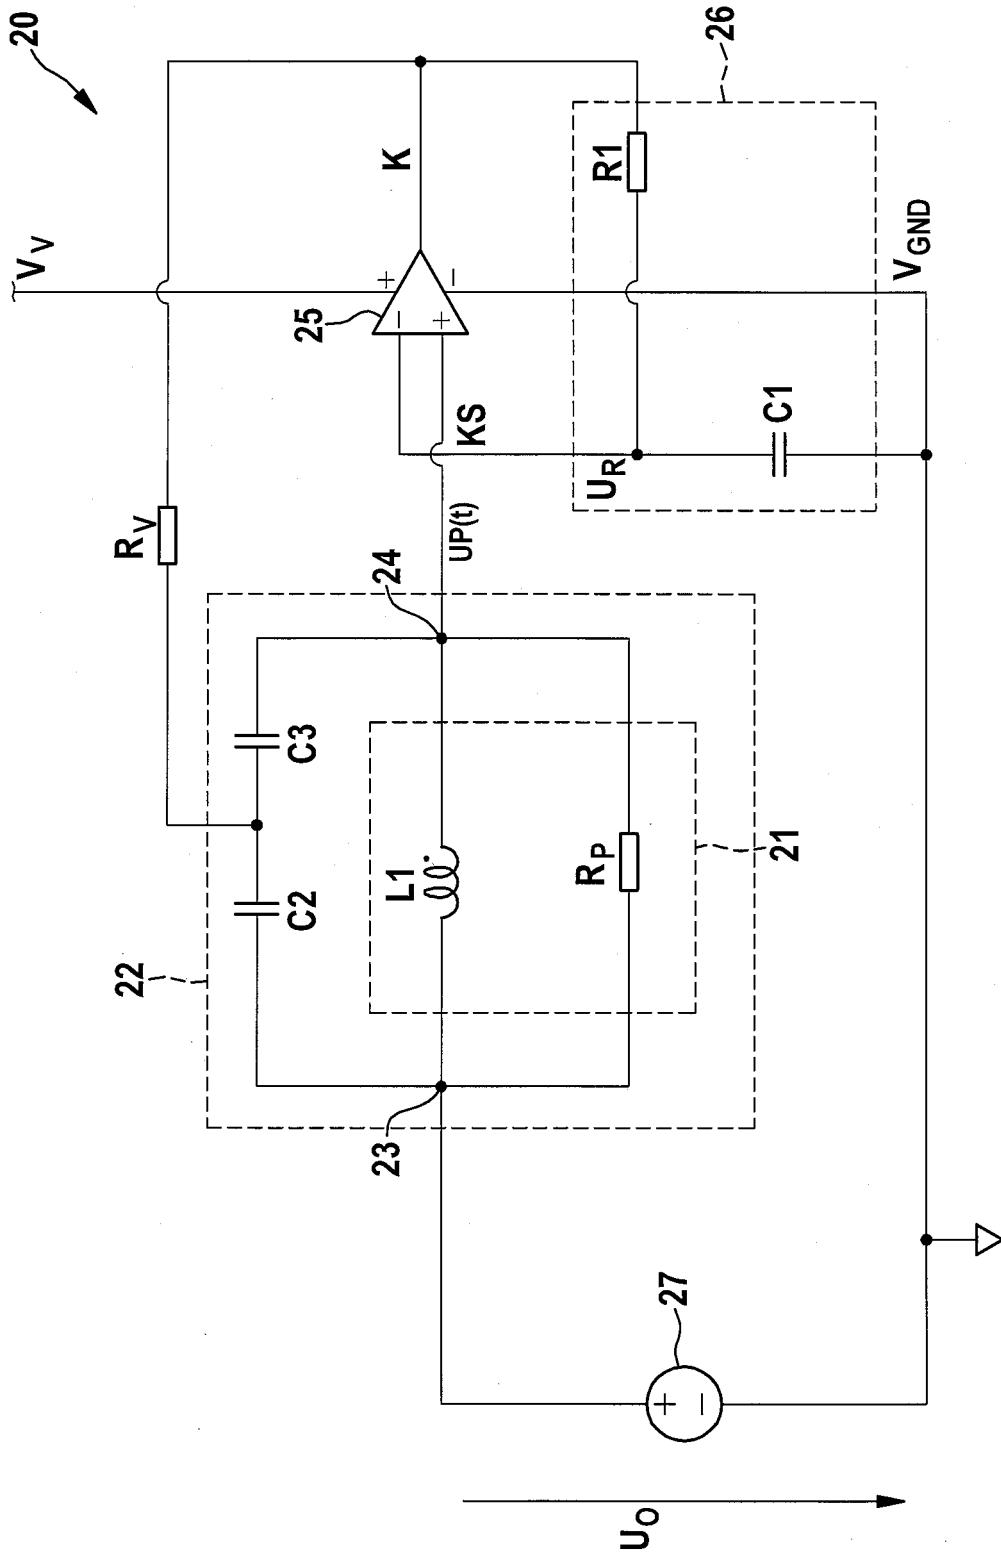 20
V_V
K
25
+
−
−
+
KS
UP(t)
R_V
R1
26
U_R
C1
V_GND
24
22
C3
C2
L1
R_P
21
23
27
+
−
U_O